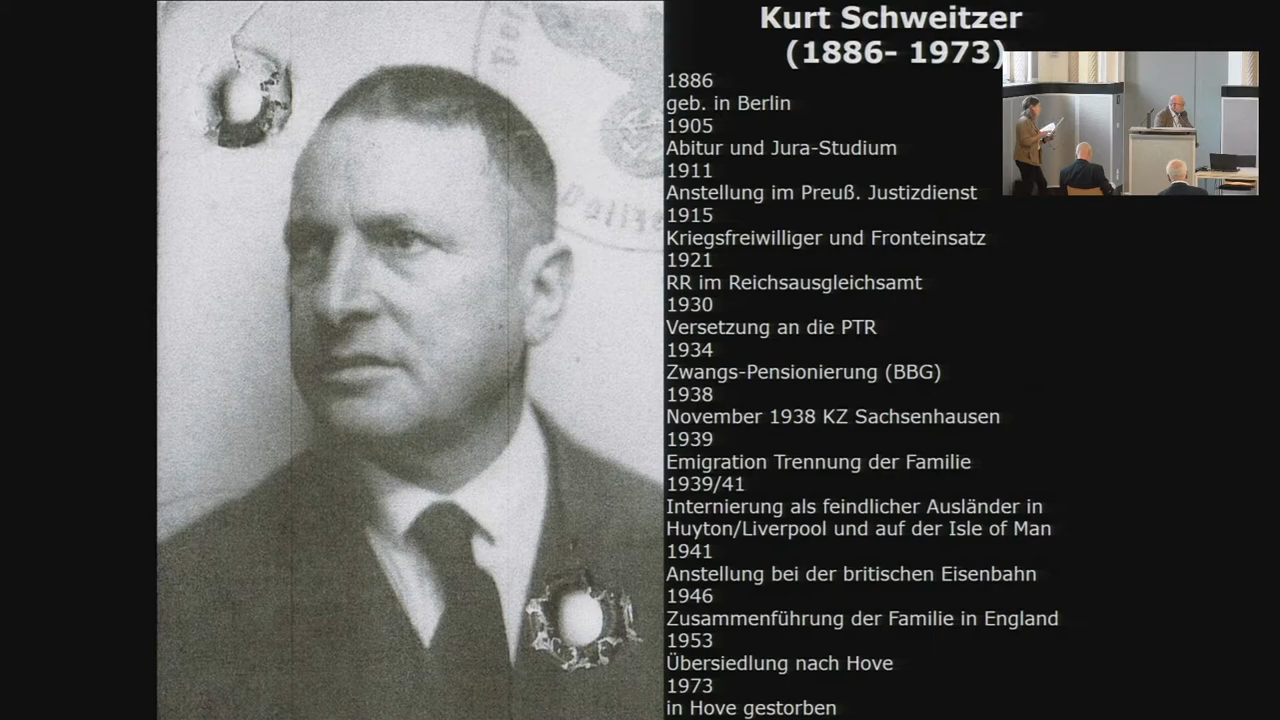 Kurt Schweitzer
(1886- 1973)
1886
geb. in Berlin
1905
Abitur und Jura-Studium
1911
Anstellung im Preuß. Justizdienst
1915
Kriegsfreiwilliger und Fronteinsatz
1921
RR im Reichsausgleichsamt
1930
Versetzung an die PTR
1934
Zwangs-Pensionierung (BBG)
1938
November 1938 KZ Sachsenhausen
1939
Emigration Trennung der Familie
1939/41
Internierung als feindlicher Ausländer in
Huyton/Liverpool und auf der Isle of Man
1941
Anstellung bei der britischen Eisenbahn
1946
Zusammenführung der Familie in England
1953
Übersiedlung nach Hove
1973
in Hove gestorben